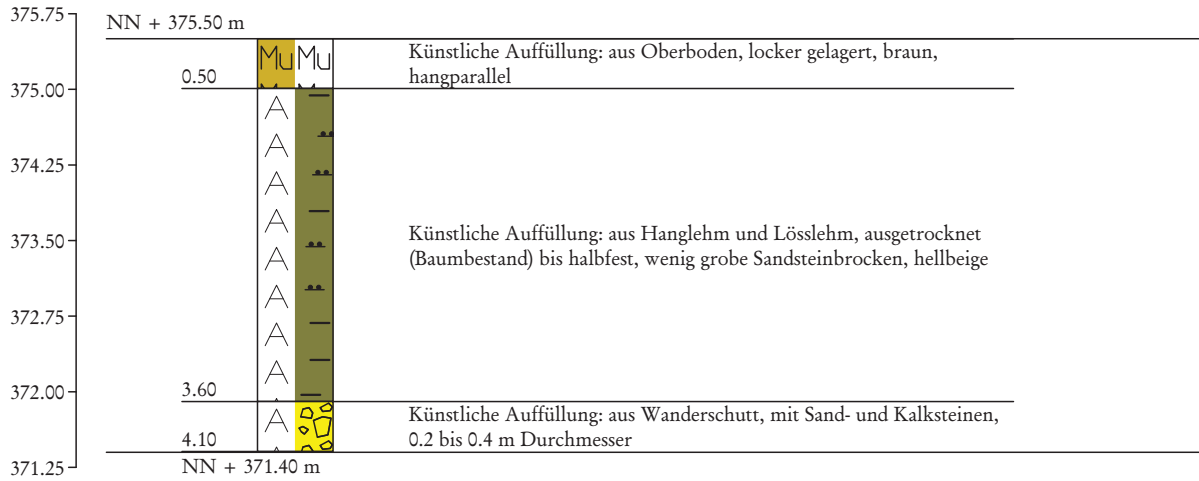 375.75
NN + 375.50 m
Mu Mu
Künstliche Auffüllung: aus Oberboden, locker gelagert, braun,
hangparallel
0.50
375.00
A
A
374.25
A
A
373.50
A
Künstliche Auffüllung: aus Hanglehm und Lösslehm, ausgetrocknet
(Baumbestand) bis halbfest, wenig grobe Sandsteinbrocken, hellbeige
A
372.75
A
A
3.60
372.00
A
Künstliche Auffüllung: aus Wanderschutt, mit Sand- und Kalksteinen,
0.2 bis 0.4 m Durchmesser
4.10
371.25
NN + 371.40 m